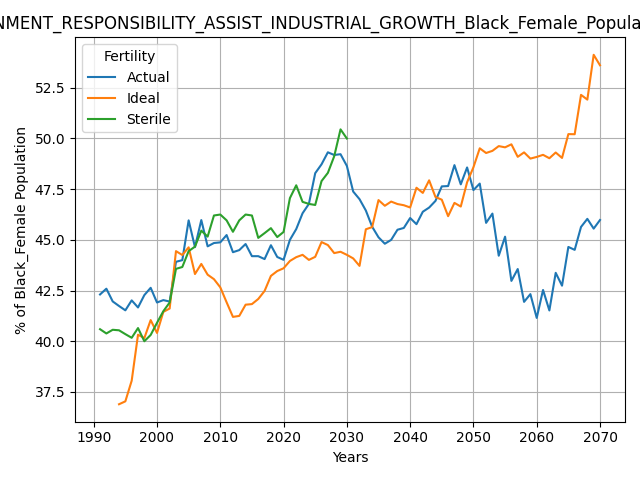 NMENT_RESPONSIBILITY_ASSIST_INDUSTRIAL_GROWTH_Black_Female_Popula
Fertility
Actual
Ideal
Sterile
% of Black_Female Population
52.5
50.0
47.5
45.0
42.5
40.0
37.5
1990 2000 2010 2020 2030 2040 2050 2060 2070
Years